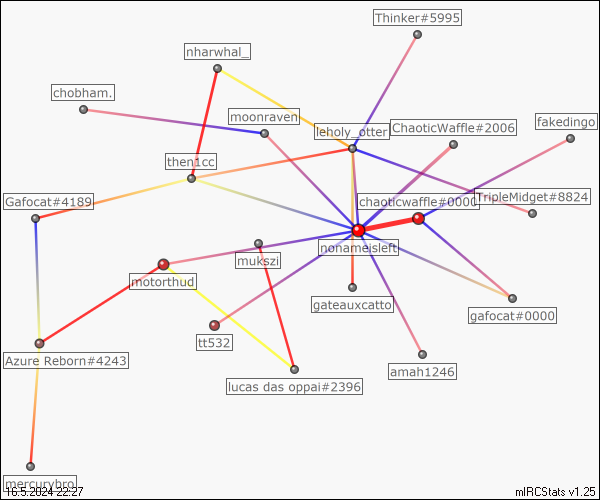 Thinker#5995
nharwhal_
chobham.
moonraven
leholy_otter
ChaoticWaffle#2006
fakedingo
then1cc
Gafocat#4189
chaoticwaffle#0000
TripleMidget#8824
nonameisleft
mukszi
motorthud
gateauxcatto
gafocat#0000
tt532
Azure Reborn#4243
lucas das oppai#2396
amah1246
mercurybro
16.5.2024 22:27
mIRCStats v1.25